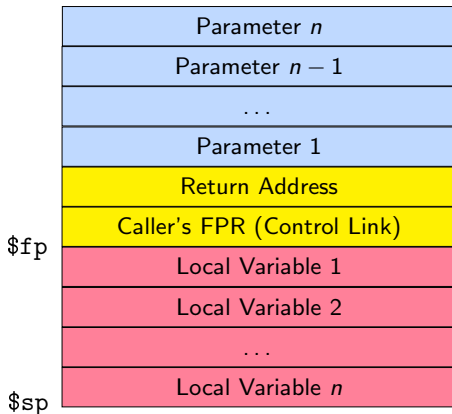 Parameter n
Parameter n − 1
. . .
Parameter 1
Return Address
Caller's FPR (Control Link)
$fp
Local Variable 1
Local Variable 2
. . .
Local Variable n
$sp